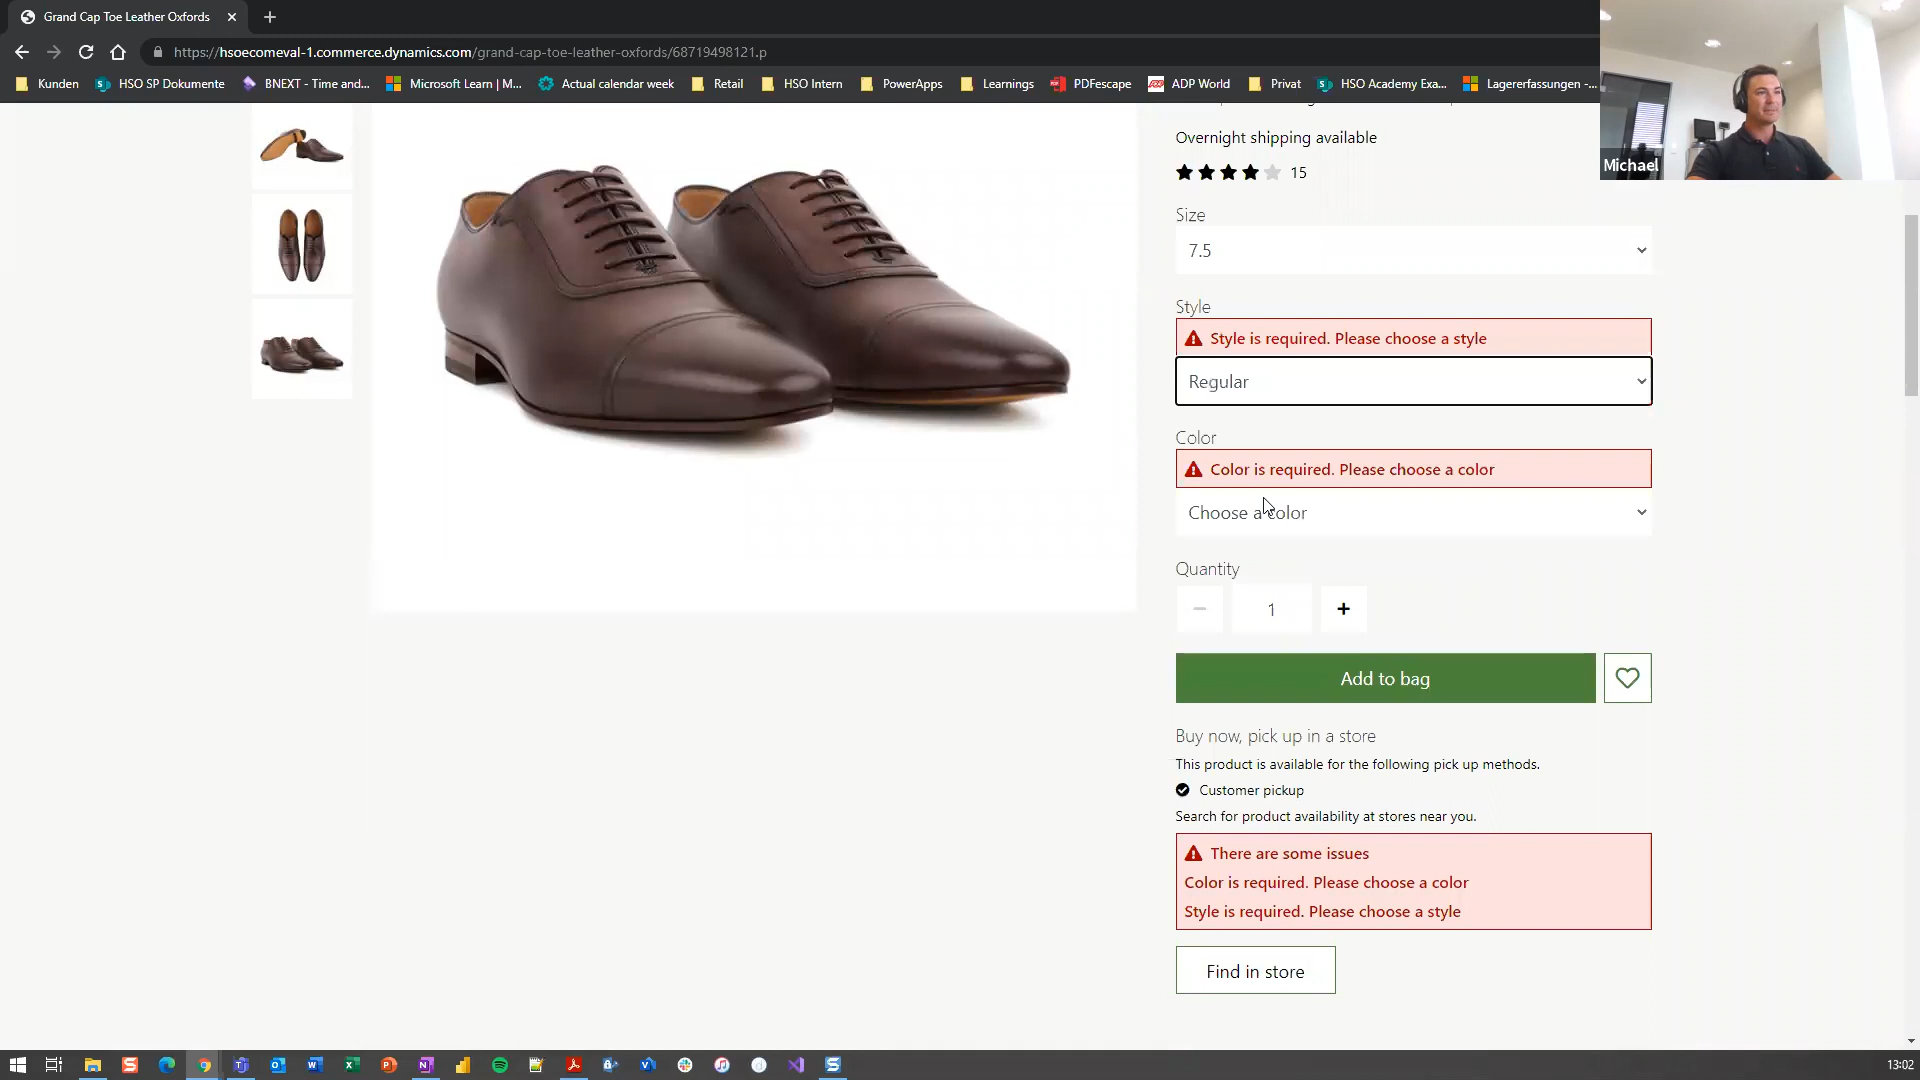 Grand Cap Toe Leather Oxfords
https://hsoecomeval-1.commerce.dynamics.com/grand-cap-toe-leather-oxfords/68719498121.p
Kunden HSO SP Dokumente BNEXT - Time and... Microsoft Learn | M... Actual calendar week Retail HSO Intern PowerApps Learnings PDFescape ADP World Privat HSO Academy Exa... Lagererfassungen -...
Michael
Overnight shipping available
15
Size
7.5
Style
Style is required. Please choose a style
Regular
Color
Color is required. Please choose a color
Choose a color
Quantity
1
Add to bag
Buy now, pick up in a store
This product is available for the following pick up methods.
Customer pickup
Search for product availability at stores near you.
There are some issues
Color is required. Please choose a color
Style is required. Please choose a style
Find in store
13:02